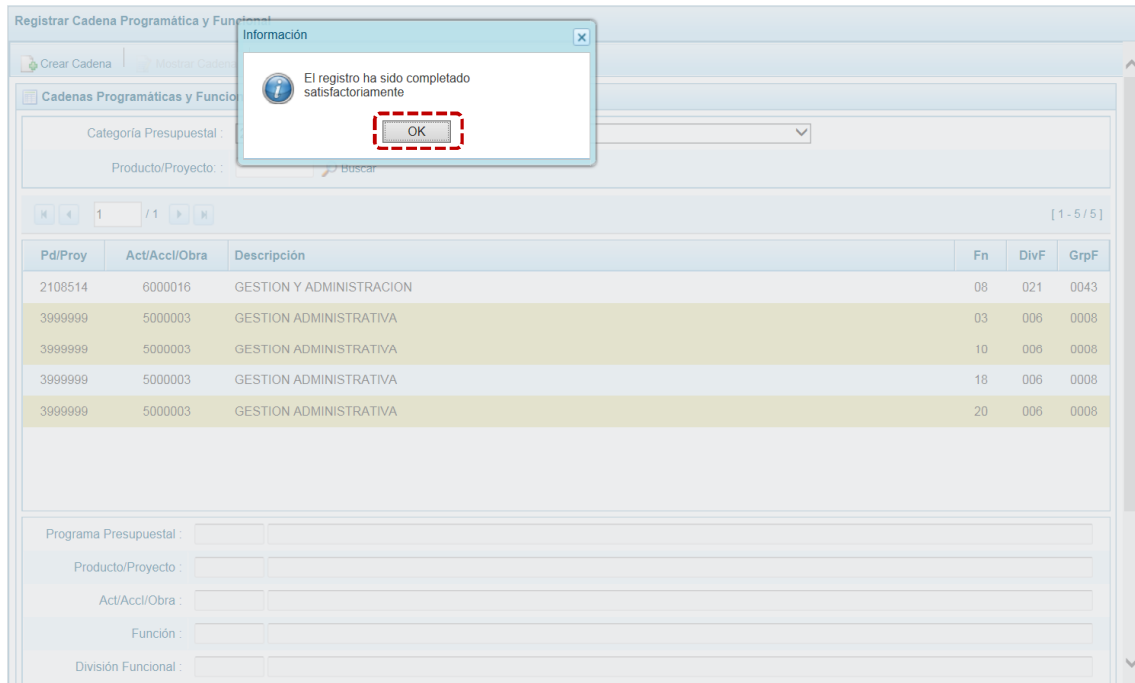 Registrar Cadena Programática y Funcional
Información
Crear Cadena
Mostrar Cadena
El registro ha sido completado
satisfactoriamente
OK
Cadenas Programáticas y Funcion
Categoría Presupuestal :
Producto/Proyecto: :
Buscar
1 / 1
[ 1 - 5 / 5 ]
Pd/Proy Act/AccI/Obra Descripción Fn DivF GrpF
2108514 6000016 GESTION Y ADMINISTRACION 08 021 0043
3999999 5000003 GESTION ADMINISTRATIVA 03 006 0008
3999999 5000003 GESTION ADMINISTRATIVA 10 006 0008
3999999 5000003 GESTION ADMINISTRATIVA 18 006 0008
3999999 5000003 GESTION ADMINISTRATIVA 20 006 0008
Programa Presupuestal :
Producto/Proyecto :
Act/AccI/Obra :
Función :
División Funcional :